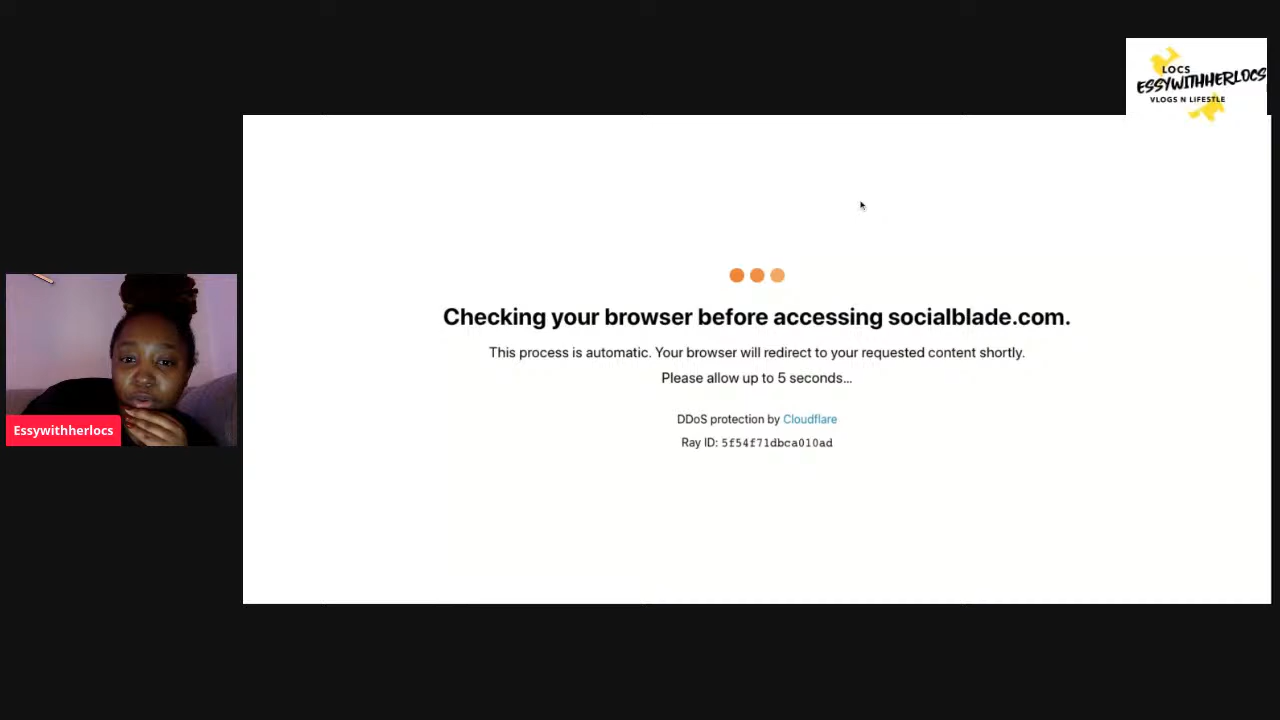 LOCS
ESSYWITHHERLOCS
VLOGS N LIFESTLE
Checking your browser before accessing socialblade.com.
This process is automatic. Your browser will redirect to your requested content shortly.
Please allow up to 5 seconds...
DDoS protection by Cloudflare
Ray ID: 5f54f71dbca010ad
Essywithherlocs